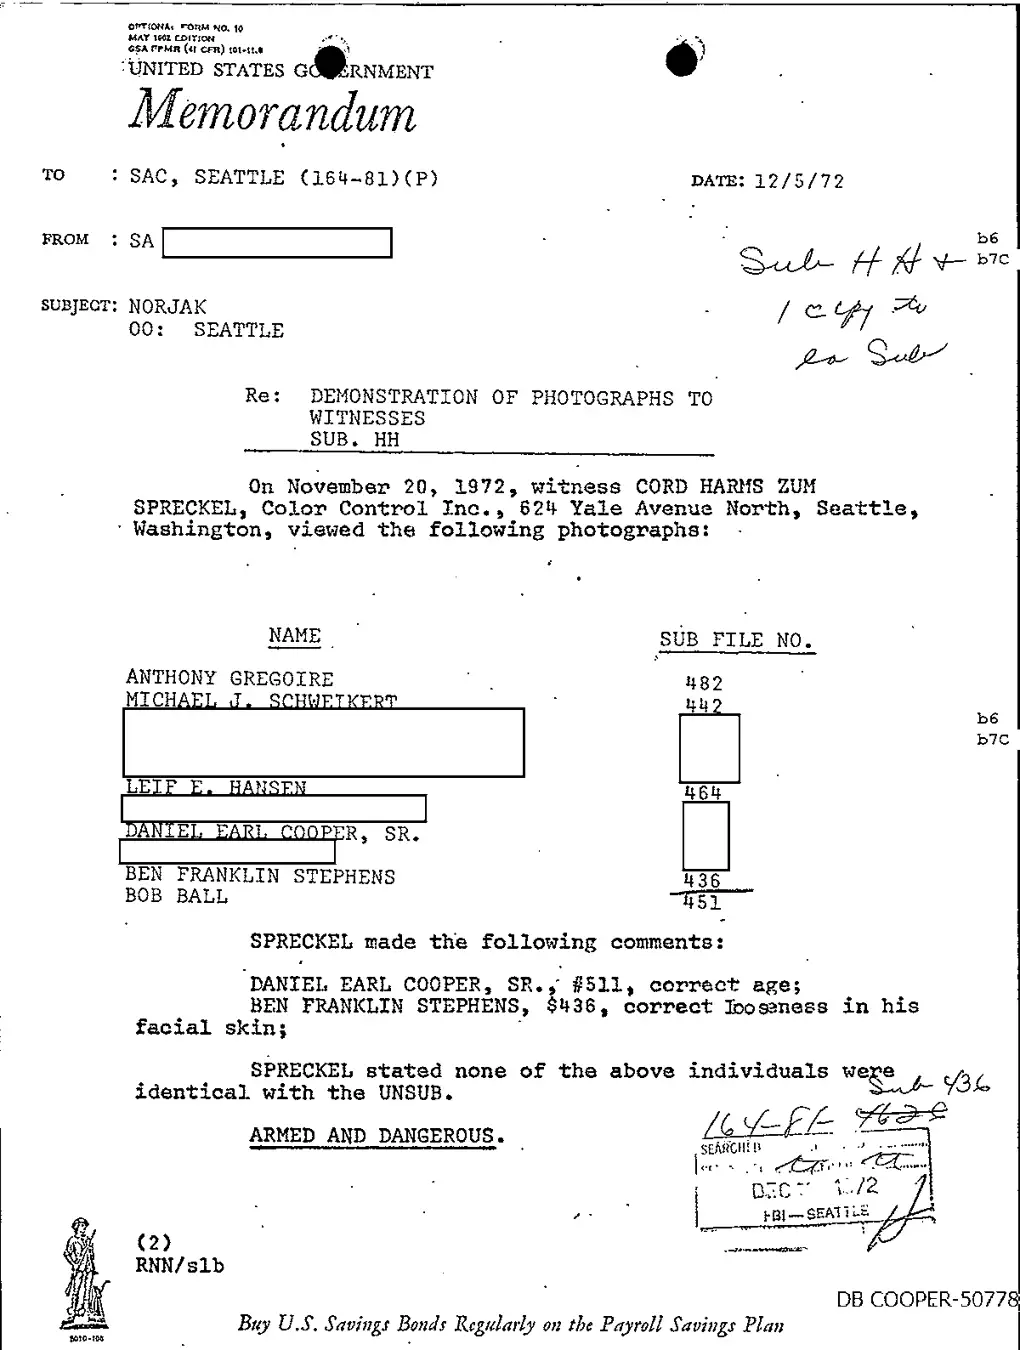 OPTIONAL FORM NO. 10
MAY 1962 EDITION
GSA FPMR (41 CFR) 101-11.6
UNITED STATES GOVERNMENT
Memorandum
TO : SAC, SEATTLE (164-81)(P)
DATE: 12/5/72
FROM : SA
b6
b7C
Sub HH +
1 copy to
ea Sub
SUBJECT: NORJAK
OO: SEATTLE
Re: DEMONSTRATION OF PHOTOGRAPHS TO
WITNESSES
SUB. HH
On November 20, 1972, witness CORD HARMS ZUM
SPRECKEL, Color Control Inc., 624 Yale Avenue North, Seattle,
Washington, viewed the following photographs:
NAME SUB FILE NO.
ANTHONY GREGOIRE 482
MICHAEL J. SCHWEIKERT 442
b6
b7C
LEIF E. HANSEN 464
DANIEL EARL COOPER, SR.
BEN FRANKLIN STEPHENS 436
BOB BALL 451
SPRECKEL made the following comments:
DANIEL EARL COOPER, SR., #511, correct age;
BEN FRANKLIN STEPHENS, $436, correct looseness in his
facial skin;
SPRECKEL stated none of the above individuals were
identical with the UNSUB.
Sub 436
ARMED AND DANGEROUS.
164-81-
SEARCHED
DEC 1972
FBI—SEATTLE
(2)
RNN/slb
5010-108
DB COOPER-50778
Buy U.S. Savings Bonds Regularly on the Payroll Savings Plan